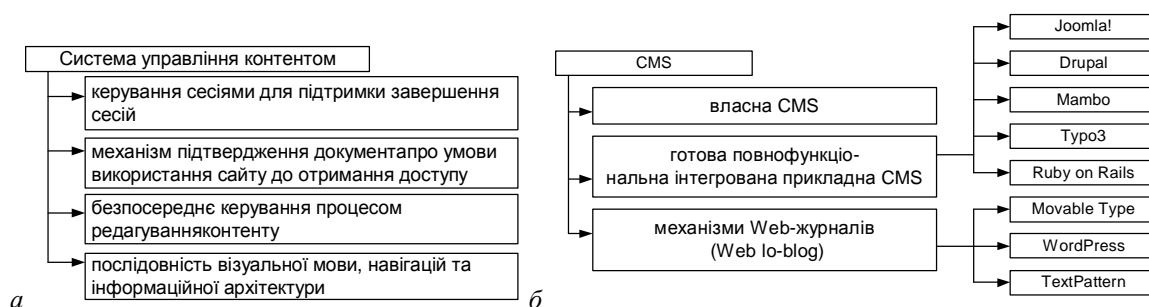 Система управління контентом
керування сесіями для підтримки завершення
сесій
механізм підтвердження документапро умови
використання сайту до отримання доступу
безпосереднє керування процесом
редагуванняконтенту
послідовність візуальної мови, навігацій та
інформаційної архітектури
а
CMS
власна CMS
готова повнофункціо-
нальна інтегрована прикладна CMS
механізми Web-журналів
(Web lo-blog)
Joomla!
Drupal
Mambo
Typo3
Ruby on Rails
Movable Type
WordPress
TextPattern
б